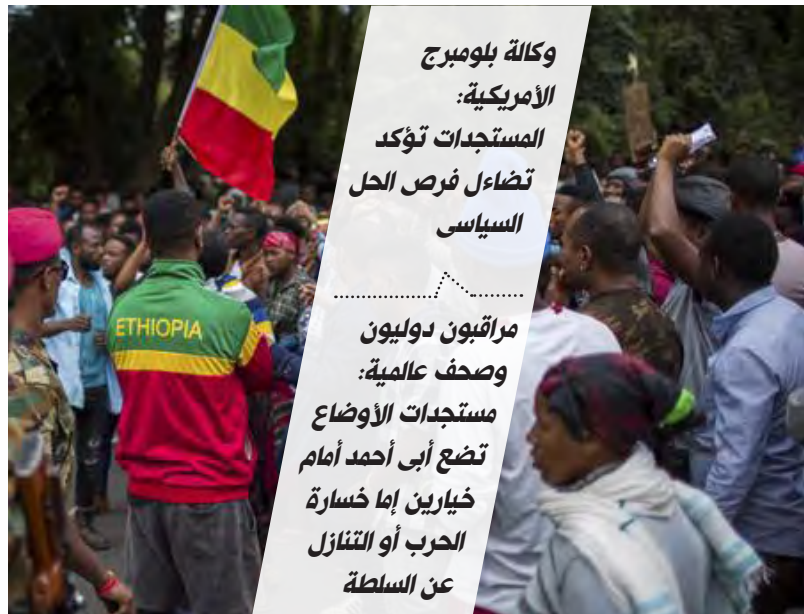 وكالة بلومبرج
الأمريكية:
المستجدات تؤكد
تضاءل فرص الحل
السياسى
مراقبون دوليون
وصحف عالمية:
مستجدات الأوضاع
تضع أبى أحمد أمام
خيارين إما خسارة
الحرب أو التنازل
عن السلطة
ETHIOPIA